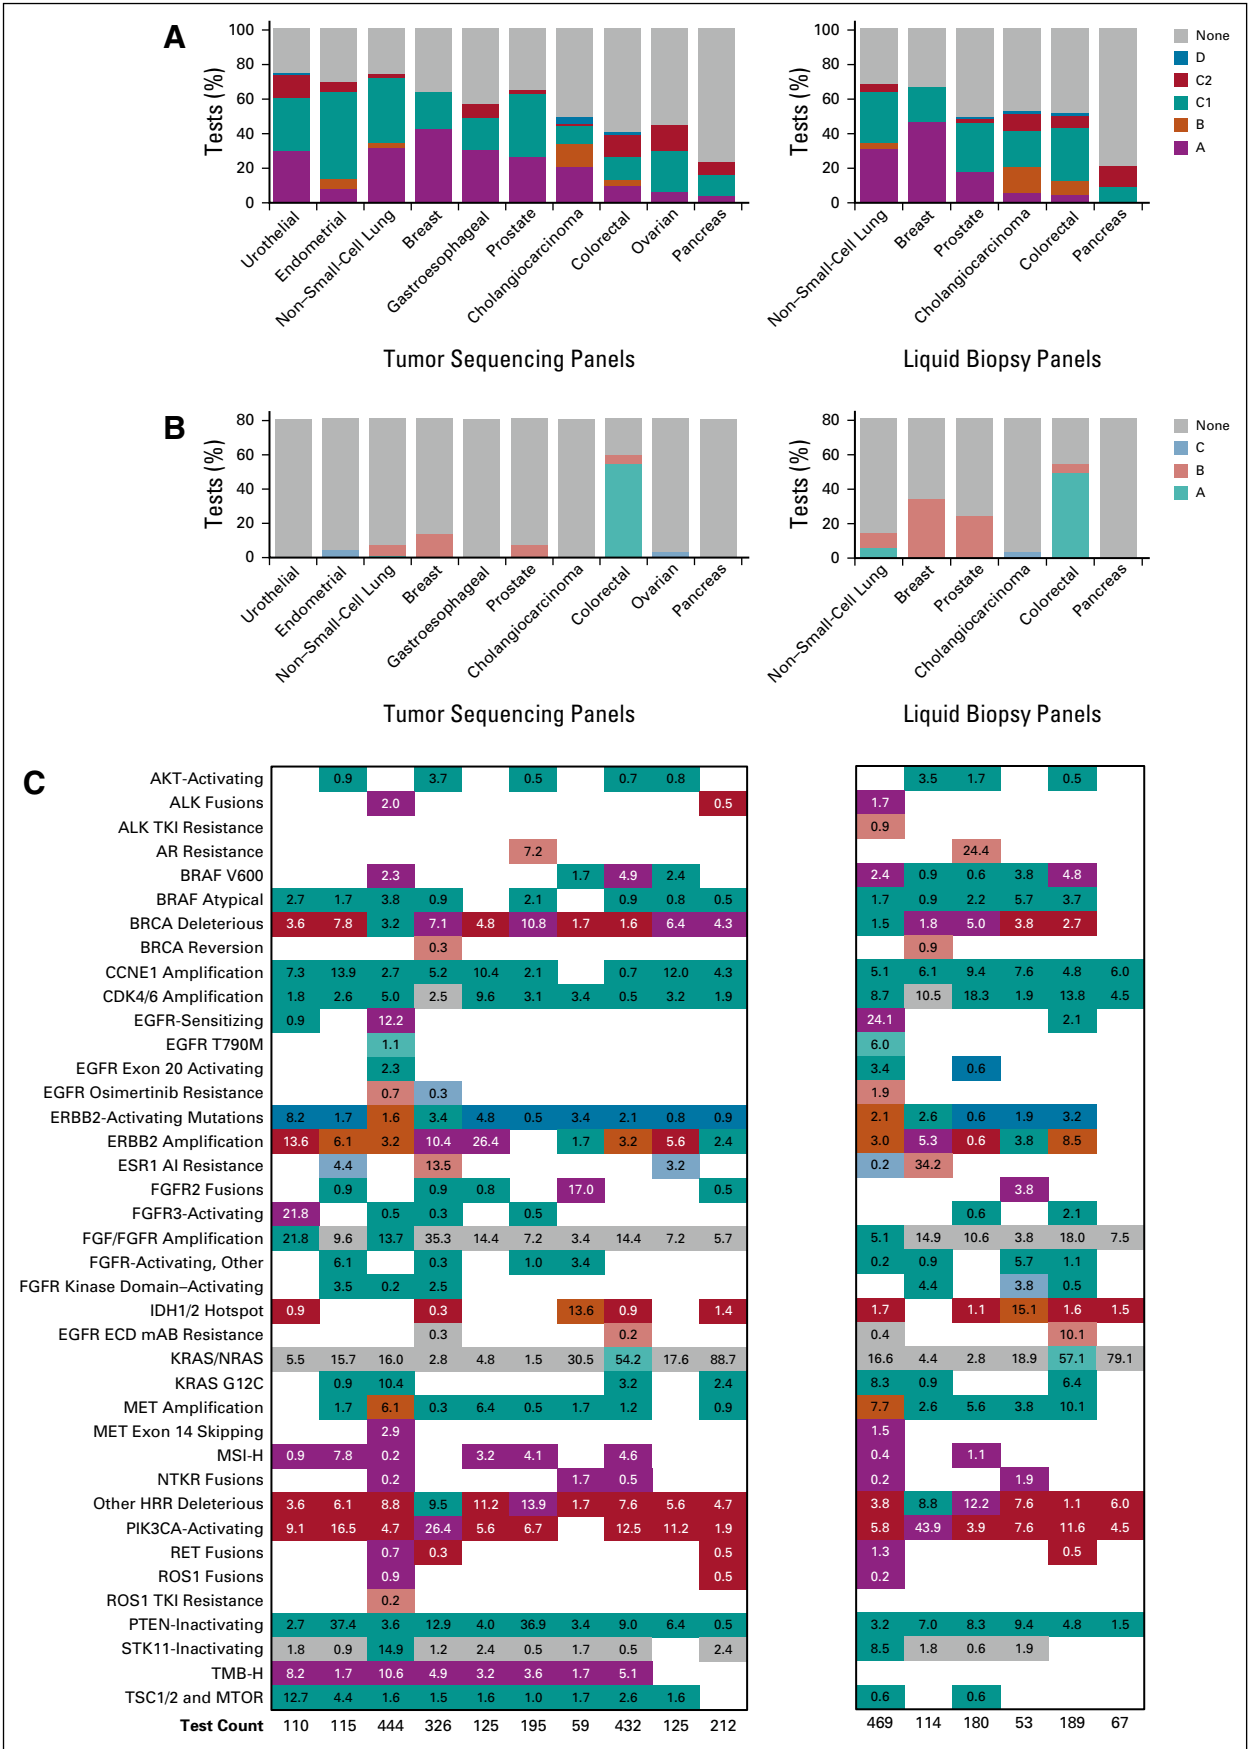 A
Tests (%)
100
80
60
40
20
0
Urothelial
Endometrial
Non–Small-Cell Lung
Breast
Gastroesophageal
Prostate
Cholangiocarcinoma
Colorectal
Ovarian
Pancreas
Tumor Sequencing Panels
Tests (%)
100
80
60
40
20
0
Non–Small-Cell Lung
Breast
Prostate
Cholangiocarcinoma
Colorectal
Pancreas
Liquid Biopsy Panels
None
D
C2
C1
B
A
B
Tests (%)
80
60
40
20
0
Urothelial
Endometrial
Non–Small-Cell Lung
Breast
Gastroesophageal
Prostate
Cholangiocarcinoma
Colorectal
Ovarian
Pancreas
Tumor Sequencing Panels
Tests (%)
80
60
40
20
0
Non–Small-Cell Lung
Breast
Prostate
Cholangiocarcinoma
Colorectal
Pancreas
Liquid Biopsy Panels
None
C
B
A
C
AKT-Activating 0.9 3.7 0.5 0.7 0.8 3.5 1.7 0.5
ALK Fusions 2.0 0.5 1.7
ALK TKI Resistance 0.9
AR Resistance 7.2 24.4
BRAF V600 2.3 1.7 4.9 2.4 2.4 0.9 0.6 3.8 4.8
BRAF Atypical 2.7 1.7 3.8 0.9 2.1 0.9 0.8 0.5 1.7 0.9 2.2 5.7 3.7
BRCA Deleterious 3.6 7.8 3.2 7.1 4.8 10.8 1.7 1.6 6.4 4.3 1.5 1.8 5.0 3.8 2.7
BRCA Reversion 0.3 0.9
CCNE1 Amplification 7.3 13.9 2.7 5.2 10.4 2.1 0.7 12.0 4.3 5.1 6.1 9.4 7.6 4.8 6.0
CDK4/6 Amplification 1.8 2.6 5.0 2.5 9.6 3.1 3.4 0.5 3.2 1.9 8.7 10.5 18.3 1.9 13.8 4.5
EGFR-Sensitizing 0.9 12.2 24.1 2.1
EGFR T790M 1.1 6.0
EGFR Exon 20 Activating 2.3 3.4 0.6
EGFR Osimertinib Resistance 0.7 0.3 1.9
ERBB2-Activating Mutations 8.2 1.7 1.6 3.4 4.8 0.5 3.4 2.1 0.8 0.9 2.1 2.6 0.6 1.9 3.2
ERBB2 Amplification 13.6 6.1 3.2 10.4 26.4 1.7 3.2 5.6 2.4 3.0 5.3 0.6 3.8 8.5
ESR1 AI Resistance 4.4 13.5 3.2 0.2 34.2
FGFR2 Fusions 0.9 0.9 0.8 17.0 0.5 3.8
FGFR3-Activating 21.8 0.5 0.3 0.5 0.6 2.1
FGF/FGFR Amplification 21.8 9.6 13.7 35.3 14.4 7.2 3.4 14.4 7.2 5.7 5.1 14.9 10.6 3.8 18.0 7.5
FGFR-Activating, Other 6.1 0.3 1.0 3.4 0.2 0.9 5.7 1.1
FGFR Kinase Domain–Activating 3.5 0.2 2.5 4.4 3.8 0.5
IDH1/2 Hotspot 0.9 0.3 13.6 0.9 1.4 1.7 1.1 15.1 1.6 1.5
EGFR ECD mAB Resistance 0.3 0.2 0.4 10.1
KRAS/NRAS 5.5 15.7 16.0 2.8 4.8 1.5 30.5 54.2 17.6 88.7 16.6 4.4 2.8 18.9 57.1 79.1
KRAS G12C 0.9 10.4 3.2 2.4 8.3 0.9 6.4
MET Amplification 1.7 6.1 0.3 6.4 0.5 1.7 1.2 0.9 7.7 2.6 5.6 3.8 10.1
MET Exon 14 Skipping 2.9 1.5
MSI-H 0.9 7.8 0.2 3.2 4.1 4.6 0.4 1.1
NTKR Fusions 0.2 1.7 0.5 0.2 1.9
Other HRR Deleterious 3.6 6.1 8.8 9.5 11.2 13.9 1.7 7.6 5.6 4.7 3.8 8.8 12.2 7.6 1.1 6.0
PIK3CA-Activating 9.1 16.5 4.7 26.4 5.6 6.7 12.5 11.2 1.9 5.8 43.9 3.9 7.6 11.6 4.5
RET Fusions 0.7 0.3 0.5 1.3 0.5
ROS1 Fusions 0.9 0.5 0.2
ROS1 TKI Resistance 0.2
PTEN-Inactivating 2.7 37.4 3.6 12.9 4.0 36.9 3.4 9.0 6.4 0.5 3.2 7.0 8.3 9.4 4.8 1.5
STK11-Inactivating 1.8 0.9 14.9 1.2 2.4 0.5 1.7 0.5 2.4 8.5 1.8 0.6 1.9
TMB-H 8.2 1.7 10.6 4.9 3.2 3.6 1.7 5.1
TSC1/2 and MTOR 12.7 4.4 1.6 1.5 1.6 1.0 1.7 2.6 1.6 0.6 0.6
Test Count 110 115 444 326 125 195 59 432 125 212 469 114 180 53 189 67